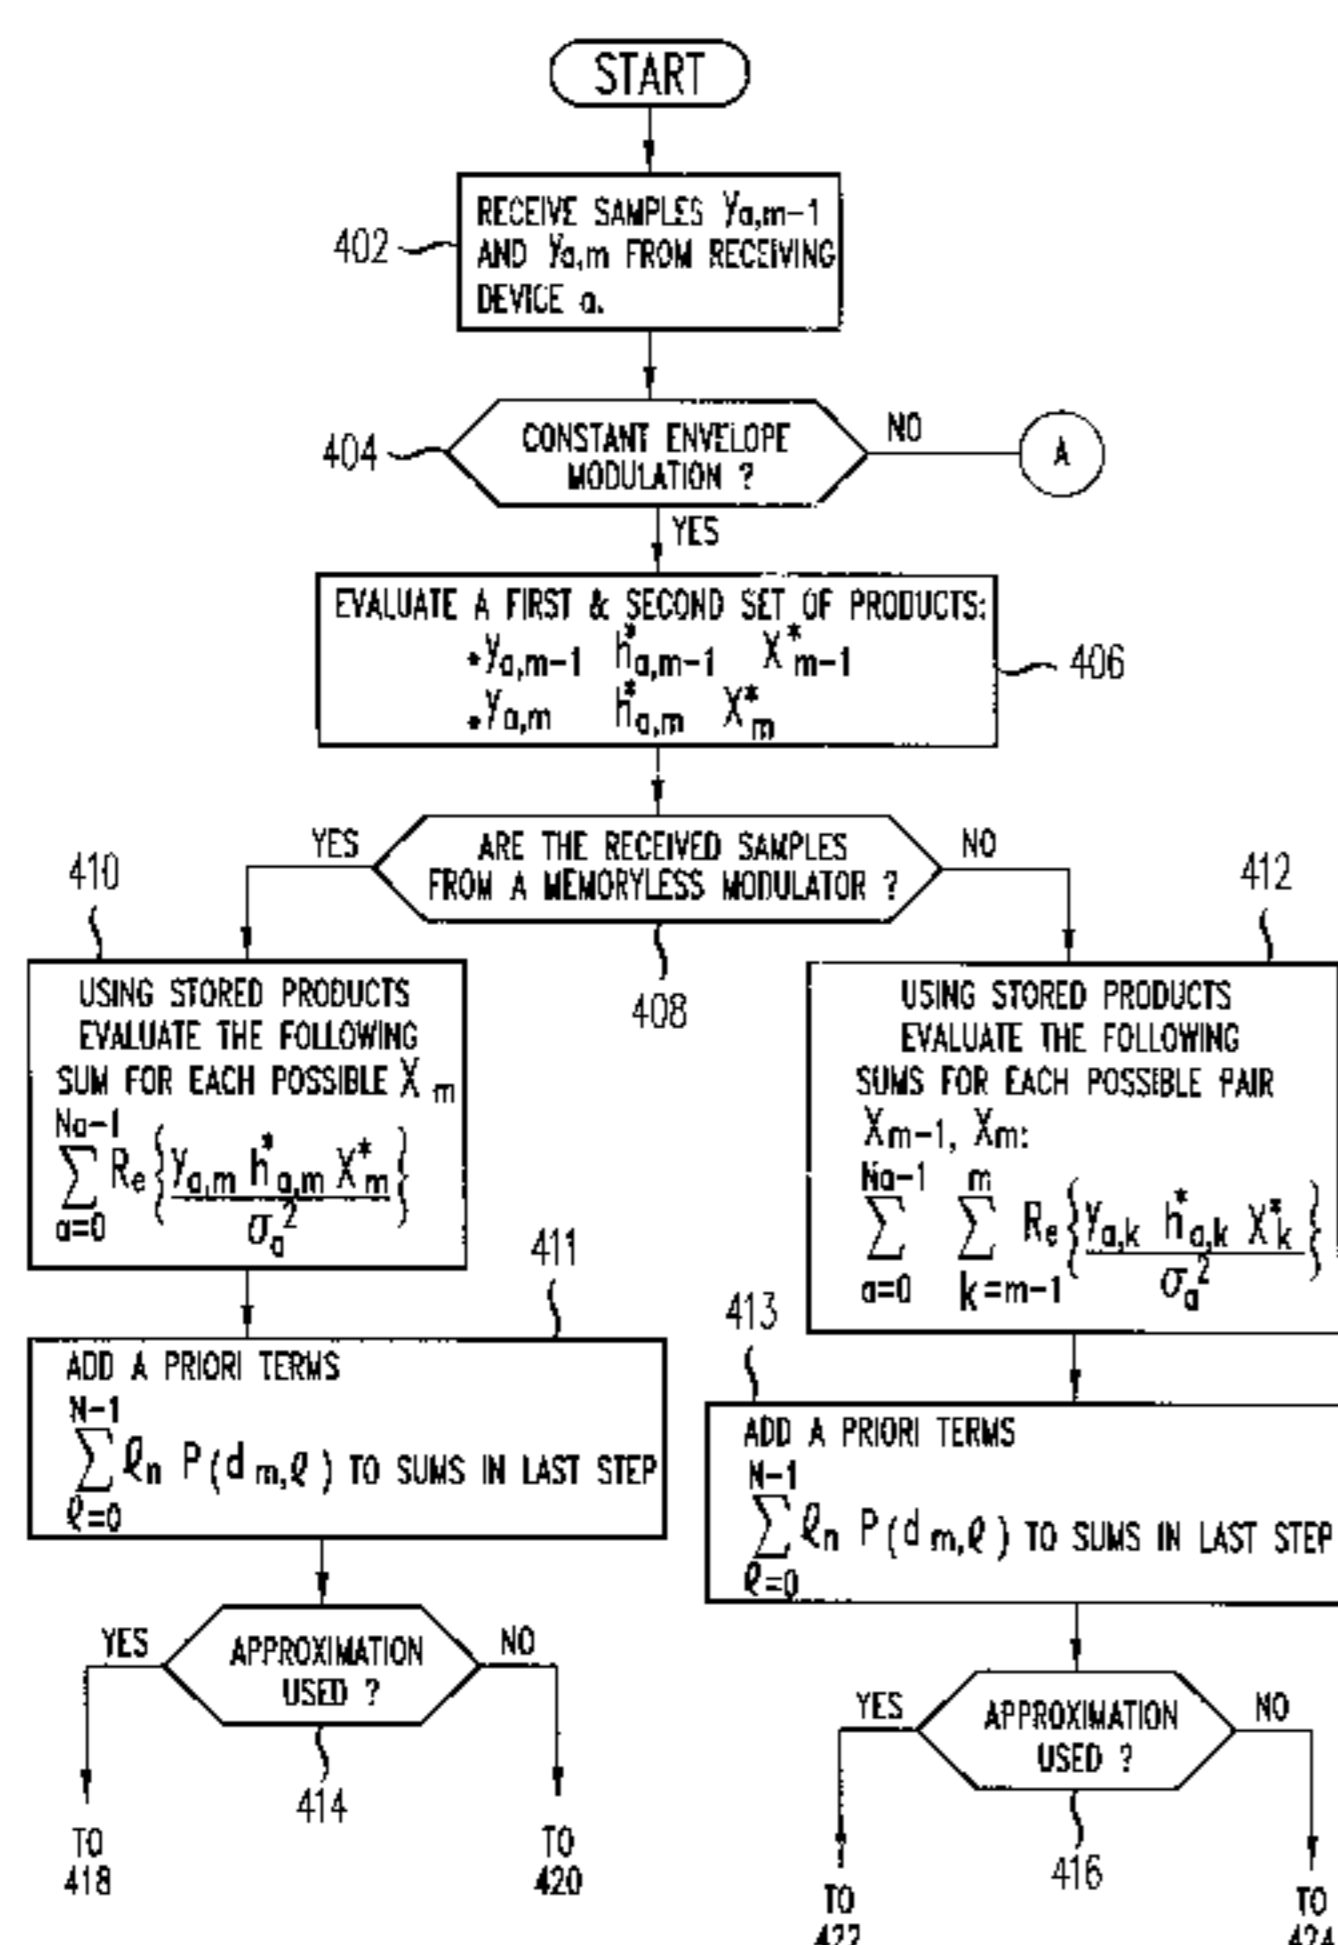 START
402
RECEIVE SAMPLES Ya,m-1
AND Ya,m FROM RECEIVING
DEVICE a.
404
CONSTANT ENVELOPE
MODULATION ?
NO
A
YES
EVALUATE A FIRST & SECOND SET OF PRODUCTS:
•ya,m-1 h*a,m-1 X*m-1
•ya,m h*a,m X*m
406
YES
ARE THE RECEIVED SAMPLES
FROM A MEMORYLESS MODULATOR ?
NO
408
410
USING STORED PRODUCTS
EVALUATE THE FOLLOWING
SUM FOR EACH POSSIBLE X m
Na-1
∑ Re{ya,m h*a,m X*m}
a=0 σa2
412
USING STORED PRODUCTS
EVALUATE THE FOLLOWING
SUMS FOR EACH POSSIBLE PAIR
Xm-1, Xm:
Na-1 m
∑ ∑ Re{ya,k h*a,k X*k}
a=0 k=m-1 σa2
411
ADD A PRIORI TERMS
N-1
∑ ℓn P(d m,ℓ) TO SUMS IN LAST STEP
ℓ=0
413
ADD A PRIORI TERMS
N-1
∑ ℓn P(d m,ℓ) TO SUMS IN LAST STEP
ℓ=0
YES
APPROXIMATION
USED ?
NO
414
TO
418
TO
420
YES
APPROXIMATION
USED ?
NO
416
TO
422
TO
424